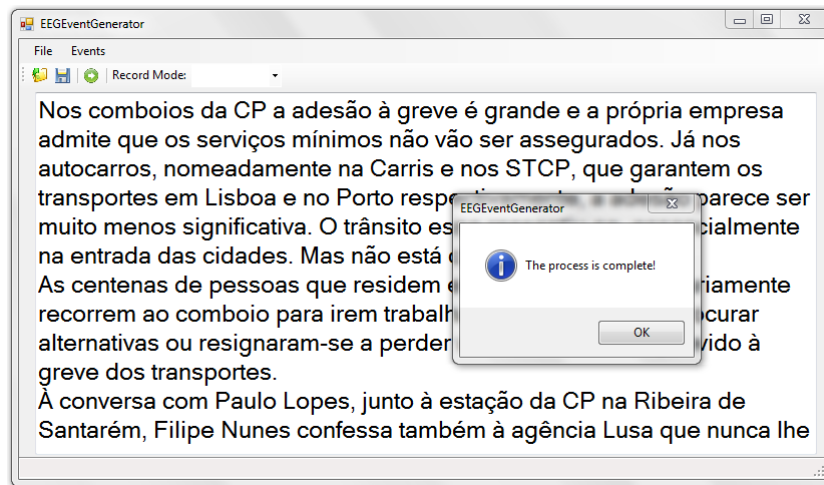 EEGEventGenerator
File Events
Record Mode:
Nos comboios da CP a adesão à greve é grande e a própria empresa
admite que os serviços mínimos não vão ser assegurados. Já nos
autocarros, nomeadamente na Carris e nos STCP, que garantem os
transportes em Lisboa e no Porto respectivamente, a adesão parece ser
muito menos significativa. O trânsito
na entrada das cidades. Mas não está
As centenas de pessoas que residem
recorrem ao comboio para irem
alternativas ou resignaram-se a perder
greve dos transportes.
À conversa com Paulo Lopes, junto à estação da CP na Ribeira de
Santarém, Filipe Nunes confessa também à agência Lusa que nunca lhe
EEGEventGenerator
The process is complete!
OK